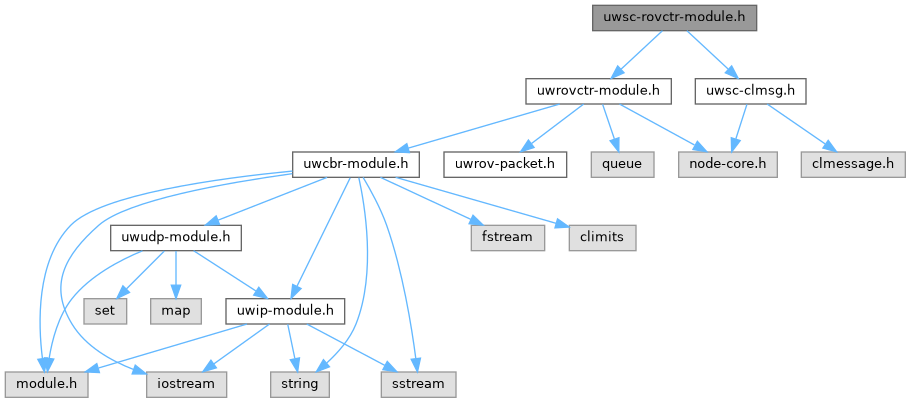 uwsc-rovctr-module.h
uwrovctr-module.h
uwsc-clmsg.h
uwcbr-module.h
uwrov-packet.h
queue
node-core.h
clmessage.h
uwudp-module.h
fstream
climits
set
map
uwip-module.h
module.h
iostream
string
sstream